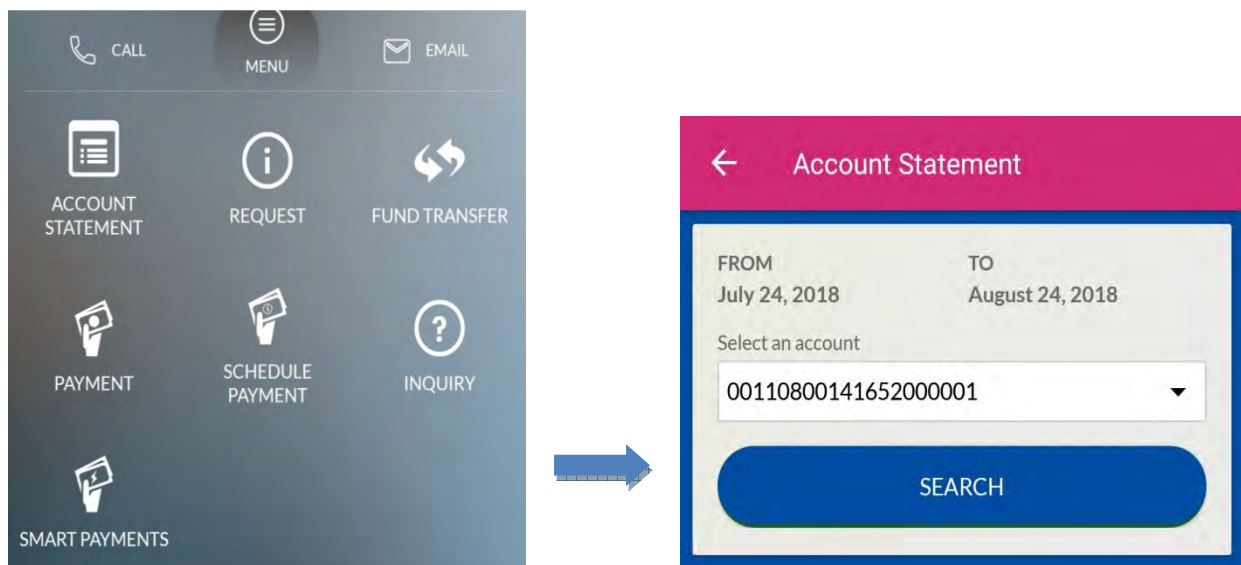 CALL
MENU
EMAIL
ACCOUNT
STATEMENT
REQUEST
FUND TRANSFER
PAYMENT
SCHEDULE
PAYMENT
INQUIRY
SMART PAYMENTS
Account Statement
FROM
TO
July 24, 2018
August 24, 2018
Select an account
00110800141652000001
SEARCH